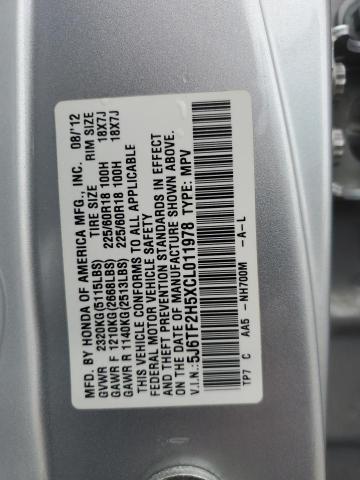 MFD. BY HONDA OF AMERICA MFG., INC. 08/'12
TIRE SIZE RIM SIZE
GVWR 2320KG(5115LBS)
GAWR F 1210KG(2668LBS) 225/60R18 100H 18X7J
GAWR R 1140KG(2513LBS) 225/60R18 100H 18X7J
THIS VEHICLE CONFORMS TO ALL APPLICABLE
FEDERAL MOTOR VEHICLE SAFETY
AND THEFT PREVENTION STANDARDS IN EFFECT
ON THE DATE OF MANUFACTURE SHOWN ABOVE.
V.I.N.: 5J6TF2H5XCL011978 TYPE: MPV
TP7 C AA5 -NH700M -A-L